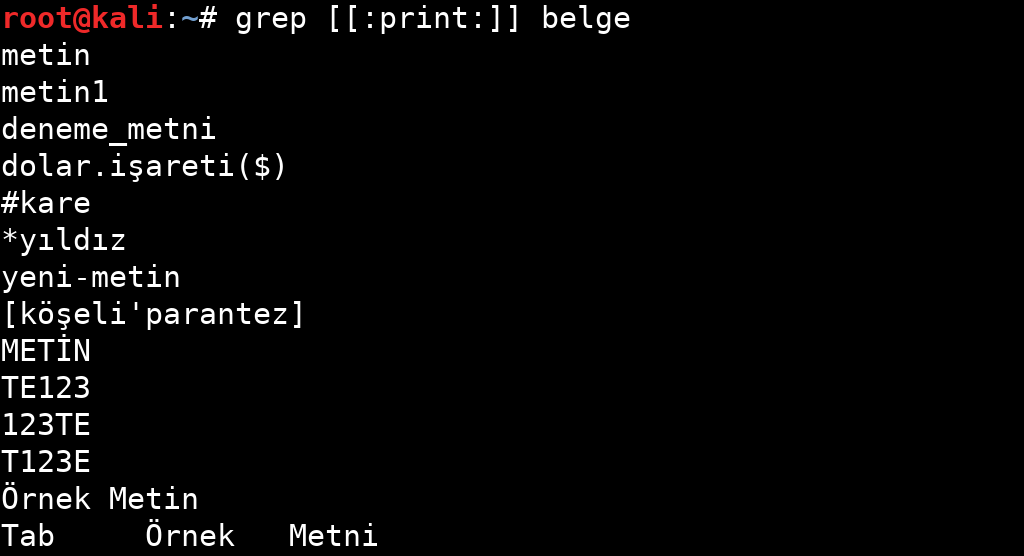 root@kali:~# grep [[:print:]] belge
metin
metin1
deneme_metni
dolar.işareti($)
#kare
*yıldız
yeni-metin
[köşeli'parantez]
METİN
TE123
123TE
T123E
Örnek Metin
Tab     Örnek   Metni